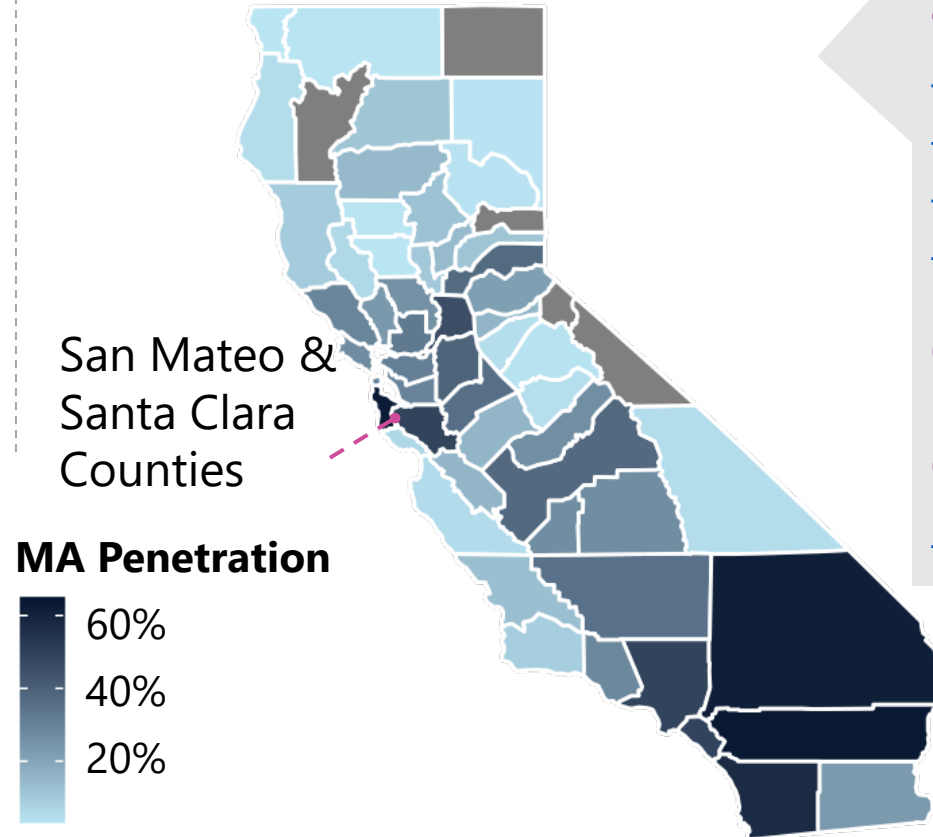 San Mateo &
Santa Clara
Counties
MA Penetration
60%
40%
20%